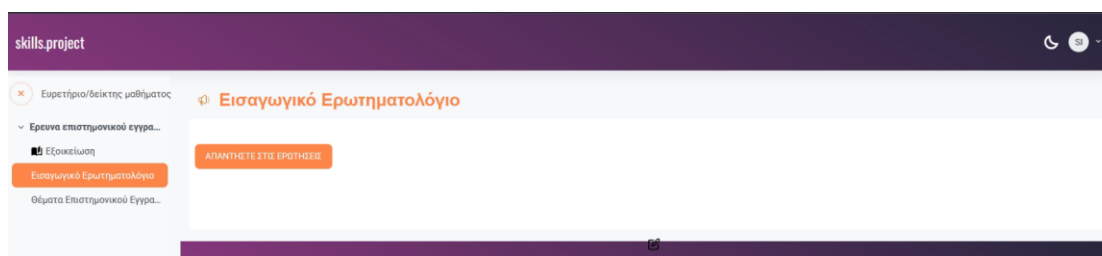 skills.project
SI
Ευρετήριο/δείκτης μαθήματος
Ερευνα επιστημονικού εγγρα...
Εξοικείωση
Εισαγωγικό Ερωτηματολόγιο
Θέματα Επιστημονικού Εγγρα...
Εισαγωγικό Ερωτηματολόγιο
ΑΠΑΝΤΗΣΤΕ ΣΤΙΣ ΕΡΩΤΗΣΕΙΣ